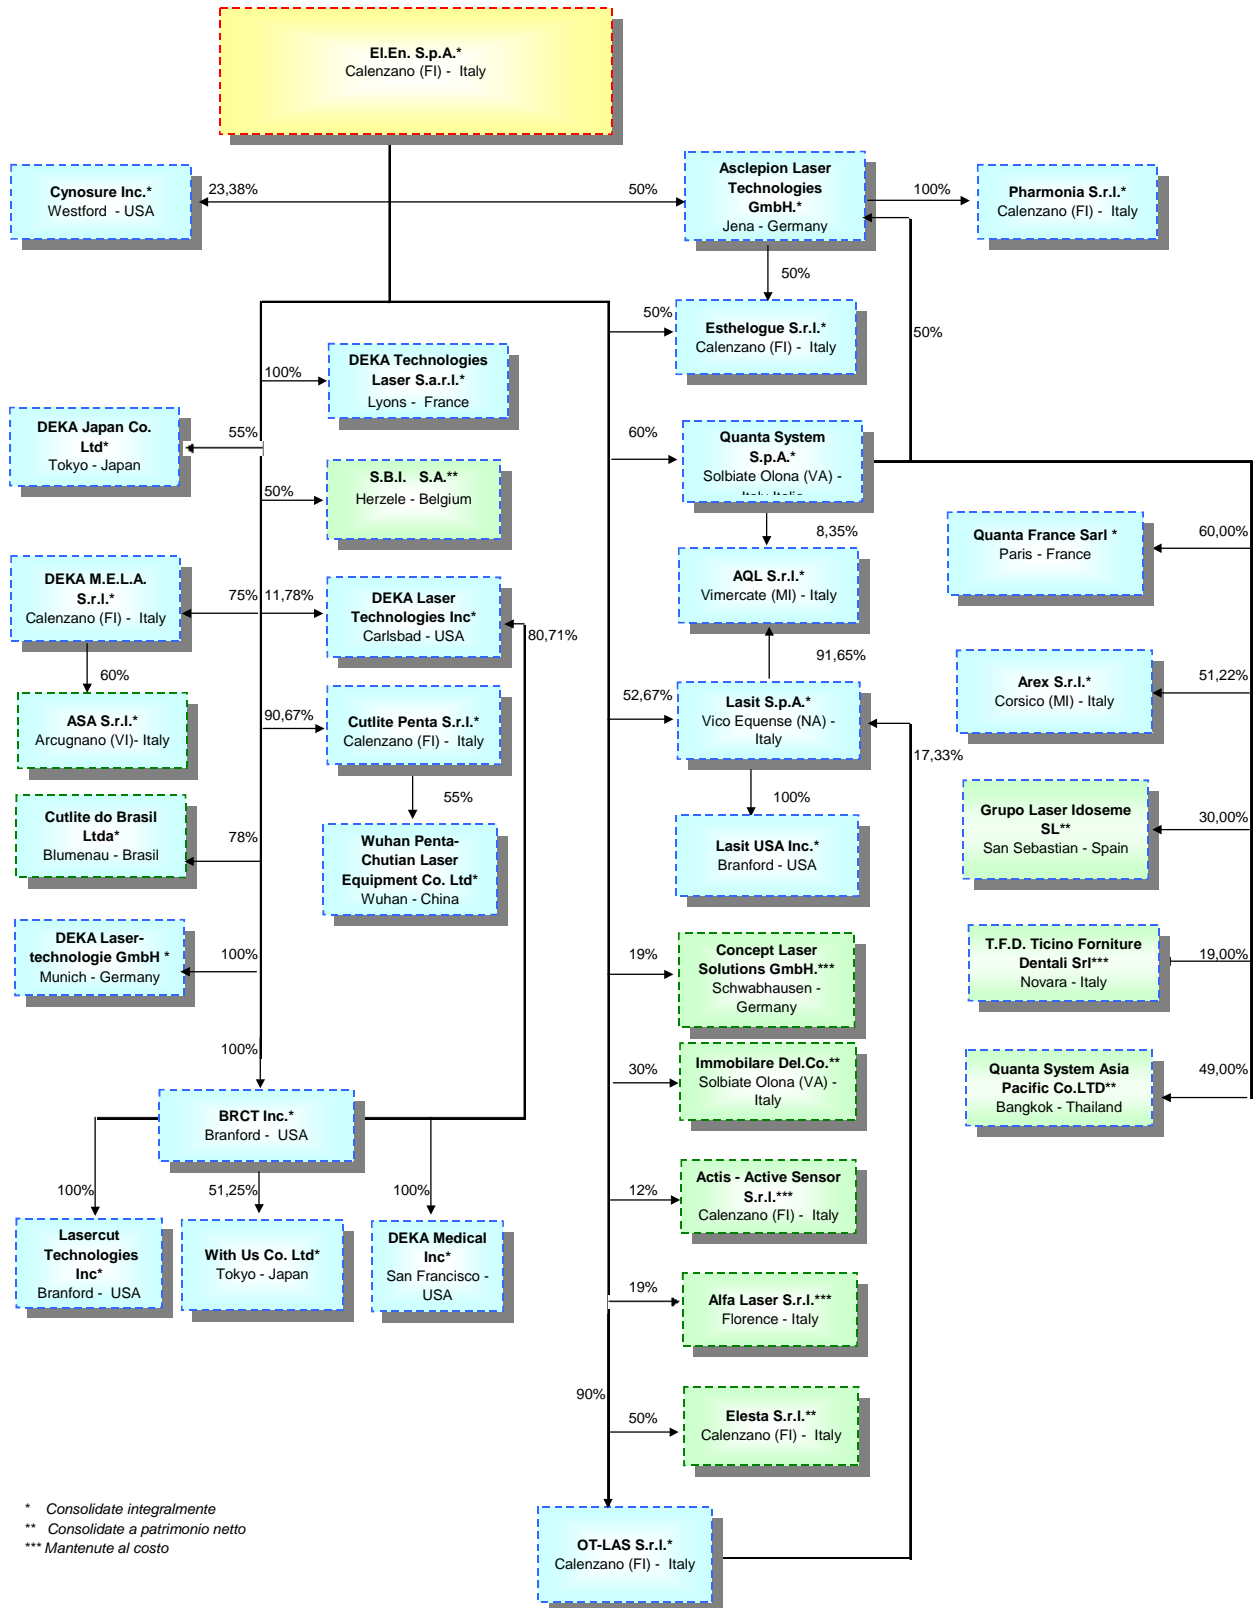 El.En. S.p.A.*
Calenzano (FI) - Italy
Cynosure Inc.*
Westford - USA
23,38%
50%
Asclepion Laser
Technologies
GmbH.*
Jena - Germany
100%
Pharmonia S.r.l.*
Calenzano (FI) - Italy
50%
50%
Esthelogue S.r.l.*
Calenzano (FI) - Italy
50%
DEKA Technologies
Laser S.a.r.l.*
Lyons - France
100%
DEKA Japan Co.
Ltd*
Tokyo - Japan
55%
60%
Quanta System
S.p.A.*
Solbiate Olona (VA) -
Italy Italia
S.B.I. S.A.**
Herzele - Belgium
50%
8,35%
Quanta France Sarl *
Paris - France
60,00%
DEKA M.E.L.A.
S.r.l.*
Calenzano (FI) - Italy
75%
11,78%
DEKA Laser
Technologies Inc*
Carlsbad - USA
80,71%
AQL S.r.l.*
Vimercate (MI) - Italy
91,65%
60%
ASA S.r.l.*
Arcugnano (VI)- Italy
90,67%
Cutlite Penta S.r.l.*
Calenzano (FI) - Italy
52,67%
Lasit S.p.A.*
Vico Equense (NA) -
Italy
17,33%
Arex S.r.l.*
Corsico (MI) - Italy
51,22%
55%
100%
Cutlite do Brasil
Ltda*
Blumenau - Brasil
78%
Wuhan Penta-
Chutian Laser
Equipment Co. Ltd*
Wuhan - China
Lasit USA Inc.*
Branford - USA
Grupo Laser Idoseme
SL**
San Sebastian - Spain
30,00%
DEKA Laser-
technologie GmbH *
Munich - Germany
100%
19%
Concept Laser
Solutions GmbH.***
Schwabhausen -
Germany
T.F.D. Ticino Forniture
Dentali Srl***
Novara - Italy
19,00%
100%
30%
Immobilare Del.Co.**
Solbiate Olona (VA) -
Italy
Quanta System Asia
Pacific Co.LTD**
Bangkok - Thailand
49,00%
BRCT Inc.*
Branford - USA
100%
51,25%
100%
12%
Actis - Active Sensor
S.r.l.***
Calenzano (FI) - Italy
Lasercut
Technologies
Inc*
Branford - USA
With Us Co. Ltd*
Tokyo - Japan
DEKA Medical
Inc*
San Francisco -
USA
19%
Alfa Laser S.r.l.***
Florence - Italy
90%
50%
Elesta S.r.l.**
Calenzano (FI) - Italy
OT-LAS S.r.l.*
Calenzano (FI) - Italy
* Consolidate integralmente
** Consolidate a patrimonio netto
*** Mantenute al costo